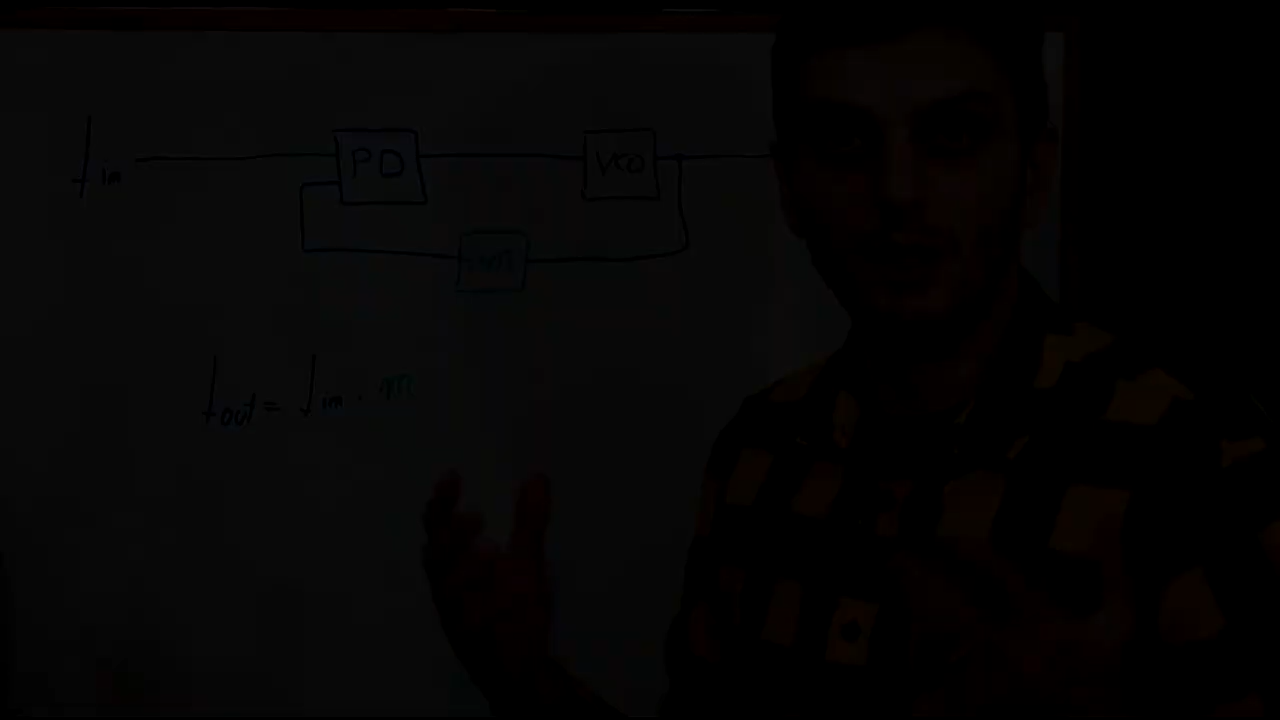 fin PD VCO
fout = fin . m